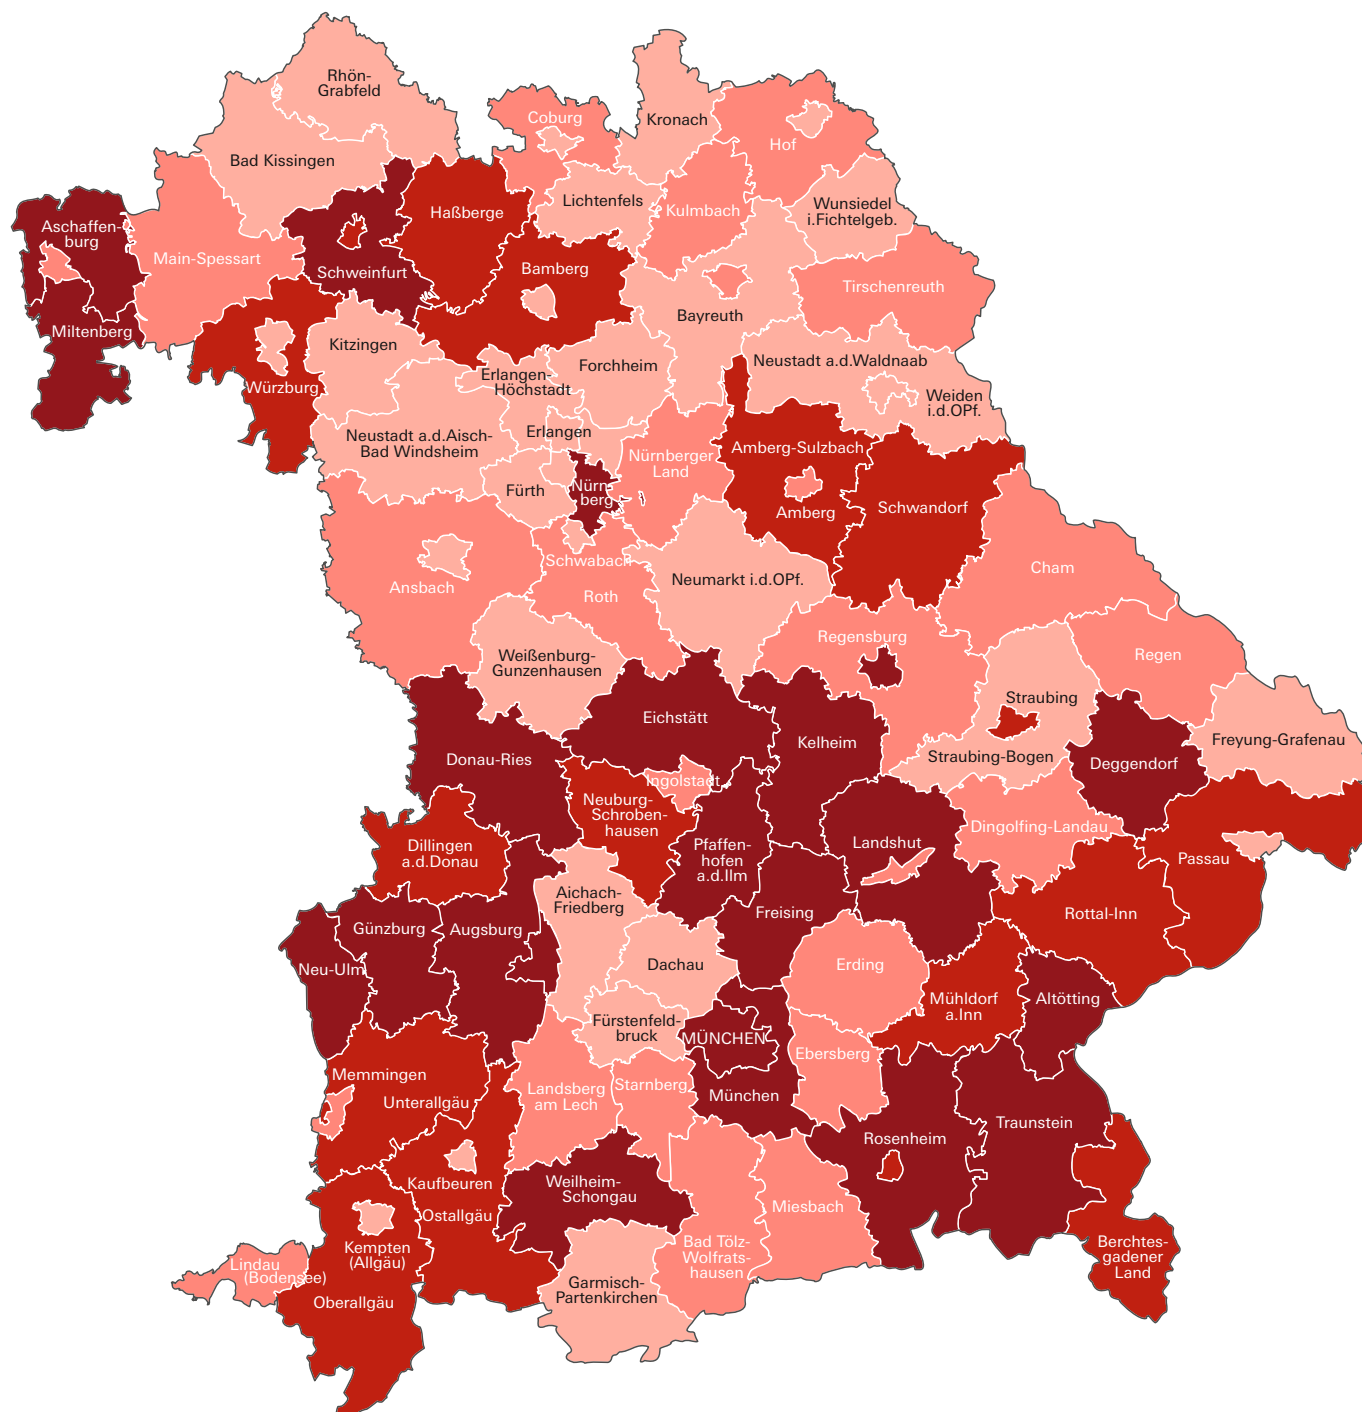 Rhön-
Grabfeld
Coburg
Kronach
Hof
Bad Kissingen
Lichtenfels
Kulmbach
Wunsiedel
i.Fichtelgeb.
Haßberge
Aschaffen-
burg
Main-Spessart
Schweinfurt
Bamberg
Tirschenreuth
Miltenberg
Bayreuth
Kitzingen
Würzburg
Erlangen-
Höchstadt
Forchheim
Neustadt a.d.Waldnaab
Weiden
i.d.OPf.
Neustadt a.d.Aisch-
Bad Windsheim
Erlangen
Nürnberger
Land
Amberg-Sulzbach
Fürth
Nürn-
berg
Amberg
Schwandorf
Schwabach
Ansbach
Roth
Neumarkt i.d.OPf.
Cham
Weißenburg-
Gunzenhausen
Regensburg
Regen
Straubing
Eichstätt
Kelheim
Freyung-Grafenau
Donau-Ries
Straubing-Bogen
Deggendorf
Ingolstadt
Neuburg-
Schroben-
hausen
Dingolfing-Landau
Dillingen
a.d.Donau
Pfaffen-
hofen
a.d.Ilm
Landshut
Passau
Aichach-
Friedberg
Freising
Rottal-Inn
Günzburg
Augsburg
Neu-Ulm
Dachau
Erding
Mühldorf
a.Inn
Altötting
Fürstenfeld-
bruck
MÜNCHEN
Ebersberg
Memmingen
Unterallgäu
Landsberg
am Lech
Starnberg
München
Traunstein
Rosenheim
Kaufbeuren
Weilheim-
Schongau
Ostallgäu
Miesbach
Kempten
(Allgäu)
Bad Tölz-
Wolfrats-
hausen
Berchtes-
gadener
Land
Lindau
(Bodensee)
Oberallgäu
Garmisch-
Partenkirchen